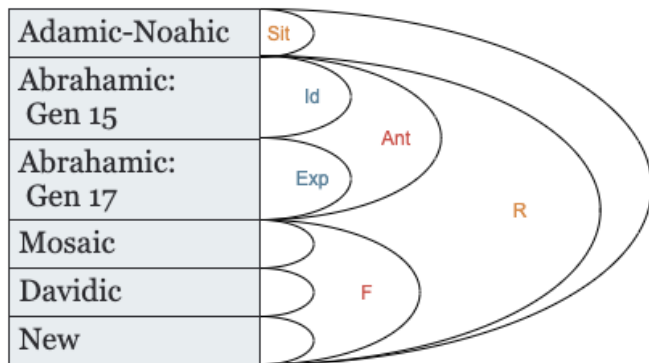 Adamic-Noahic
Sit
Abrahamic:
Gen 15
Id
Ant
Abrahamic:
Gen 17
Exp
R
Mosaic
Davidic
F
New